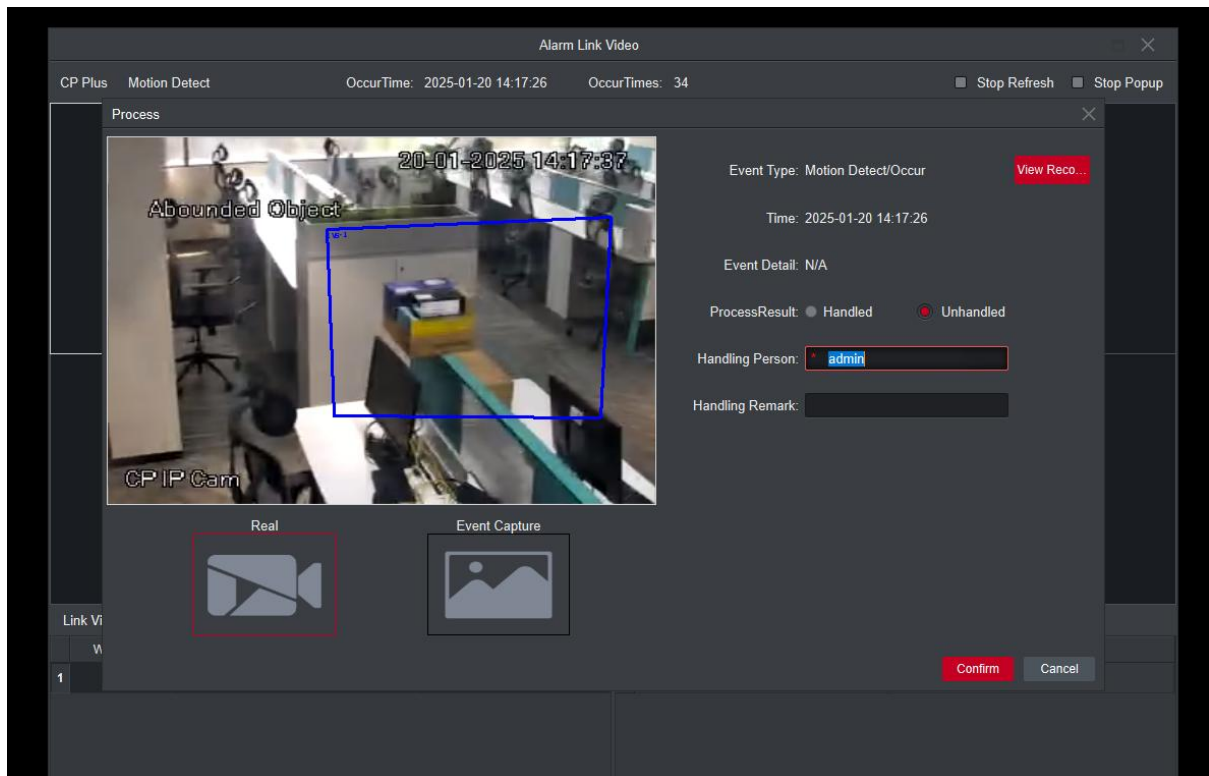 Alarm Link Video
CP Plus Motion Detect OccurTime: 2025-01-20 14:17:26 OccurTimes: 34 Stop Refresh Stop Popup
Process
20-01-2025 14:17:37
Abounded Object
CP IP Cam
Event Type: Motion Detect/Occur View Reco...
Time: 2025-01-20 14:17:26
Event Detail: N/A
ProcessResult: Handled Unhandled
Handling Person: * admin
Handling Remark:
Real Event Capture
Link Vi
W
1
Confirm Cancel